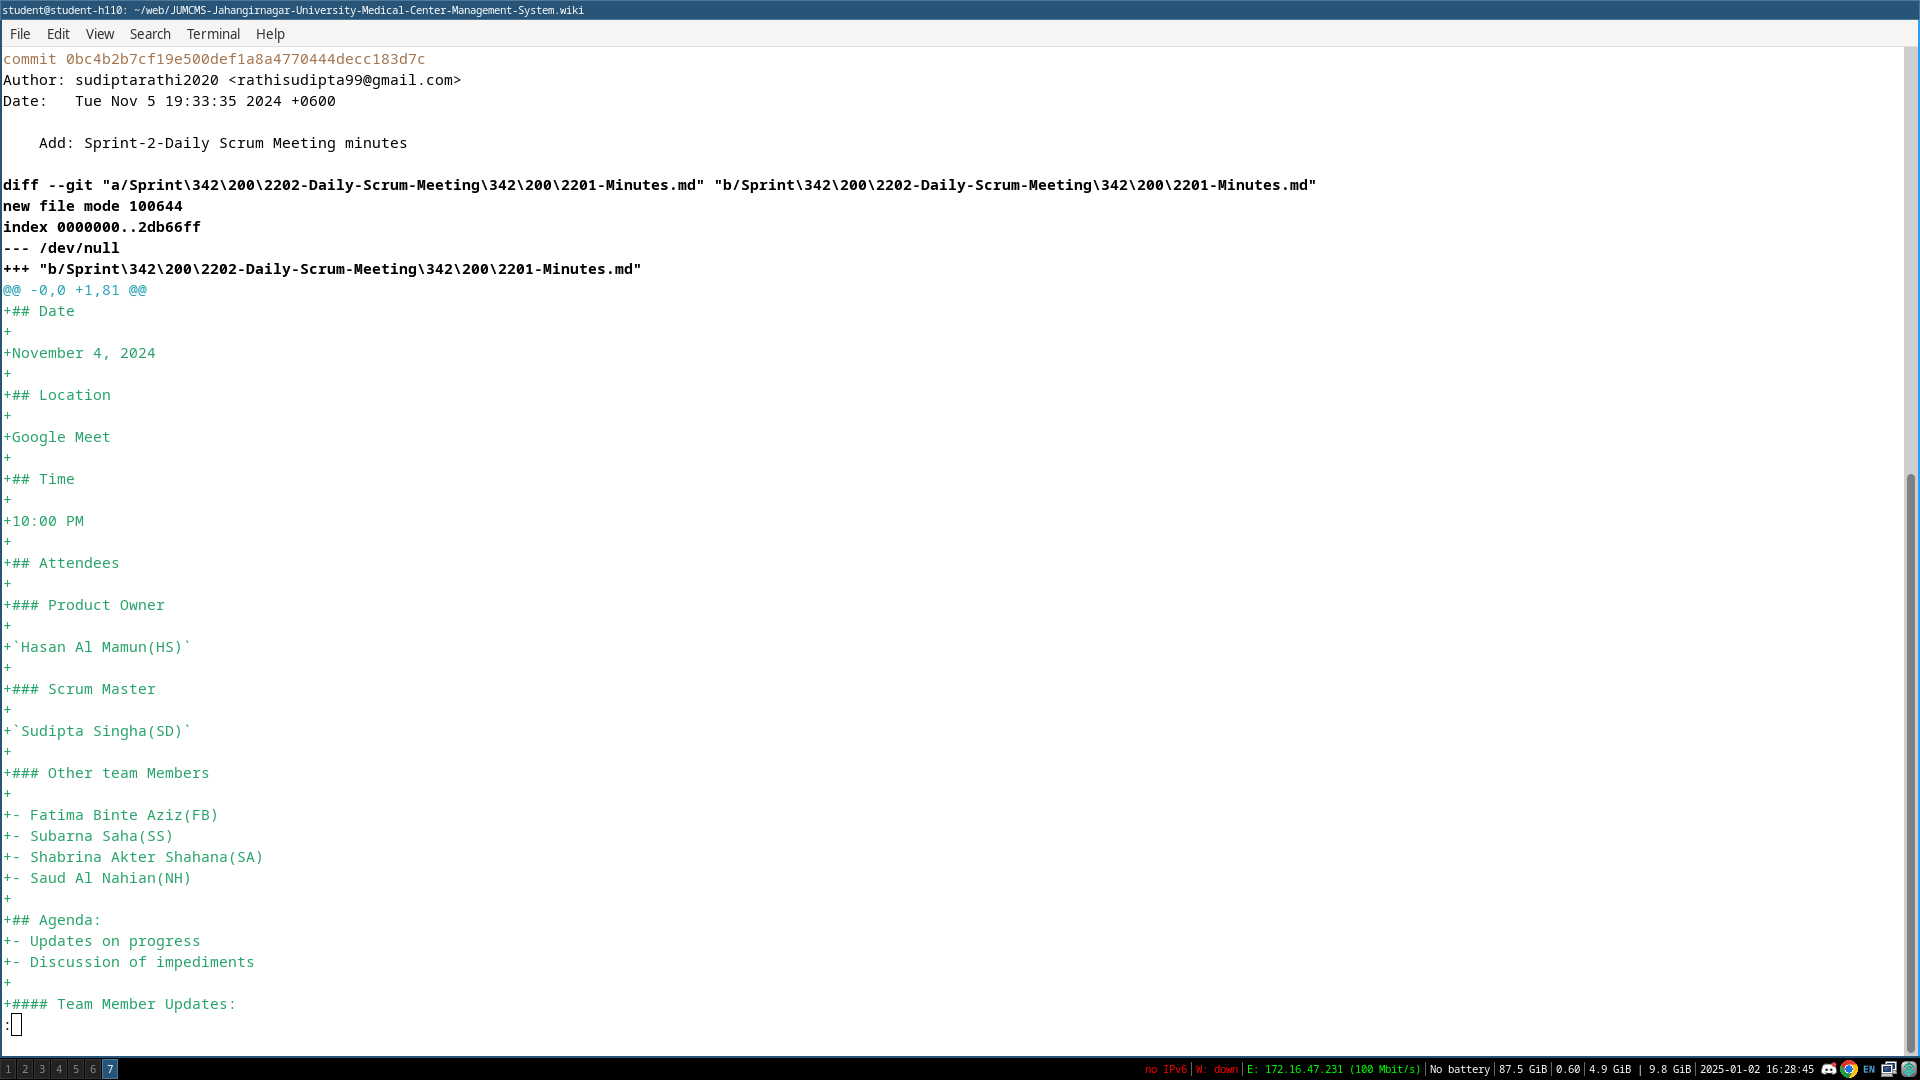 student@student-h110: ~/web/JUMCMS-Jahangirnagar-University-Medical-Center-Management-System.wiki
File Edit View Search Terminal Help
commit 0bc4b2b7cf19e500def1a8a4770444decc183d7c
Author: sudiptarathi2020 <rathisudipta99@gmail.com>
Date:   Tue Nov 5 19:33:35 2024 +0600
    Add: Sprint-2-Daily Scrum Meeting minutes
diff --git "a/Sprint\342\200\2202-Daily-Scrum-Meeting\342\200\2201-Minutes.md" "b/Sprint\342\200\2202-Daily-Scrum-Meeting\342\200\2201-Minutes.md"
new file mode 100644
index 0000000..2db66ff
--- /dev/null
+++ "b/Sprint\342\200\2202-Daily-Scrum-Meeting\342\200\2201-Minutes.md"
@@ -0,0 +1,81 @@
+## Date
+
+November 4, 2024
+
+## Location
+
+Google Meet
+
+## Time
+
+10:00 PM
+
+## Attendees
+
+### Product Owner
+
+`Hasan Al Mamun(HS)`
+
+### Scrum Master
+
+`Sudipta Singha(SD)`
+
+### Other team Members
+
+- Fatima Binte Aziz(FB)
+- Subarna Saha(SS)
+- Shabrina Akter Shahana(SA)
+- Saud Al Nahian(NH)
+
+## Agenda:
+- Updates on progress
+- Discussion of impediments
+
+#### Team Member Updates:
:
1 2 3 4 5 6 7 no IPv6 W: down E: 172.16.47.231 (100 Mbit/s) No battery 87.5 GiB 0.60 4.9 GiB | 9.8 GiB 2025-01-02 16:28:45 EN